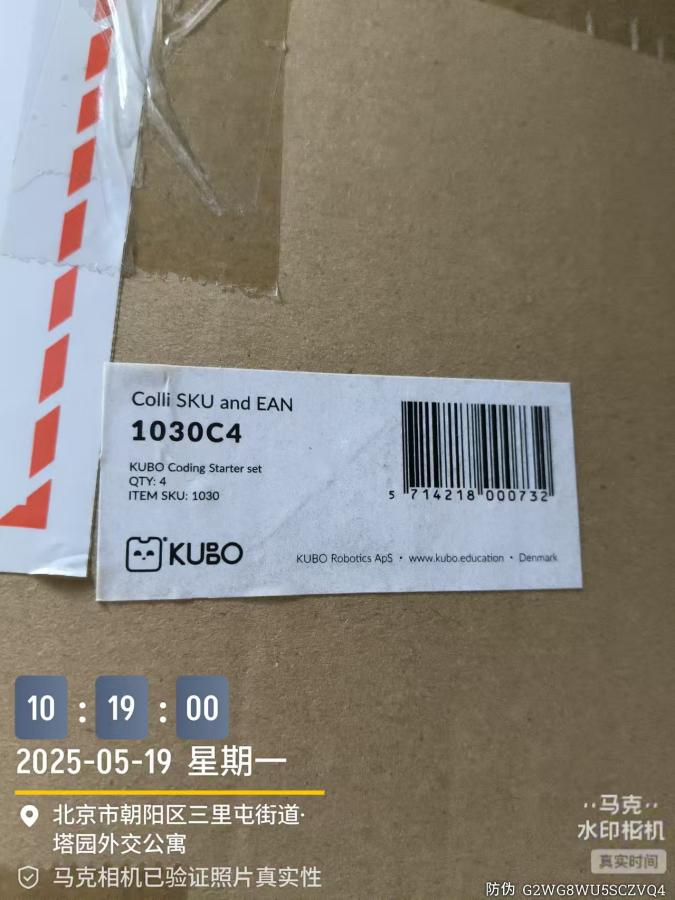 Colli SKU and EAN
1030C4
KUBO Coding Starter set
QTY: 4
ITEM SKU: 1030
5 714218 000732
KUBO
KUBO Robotics ApS • www.kubo.education • Denmark
10 : 19 : 00
2025-05-19 星期一
北京市朝阳区三里屯街道·
塔园外交公寓
马克相机已验证照片真实性
马克
水印相机
真实时间
防伪 G2WG8WU5SCZVQ4